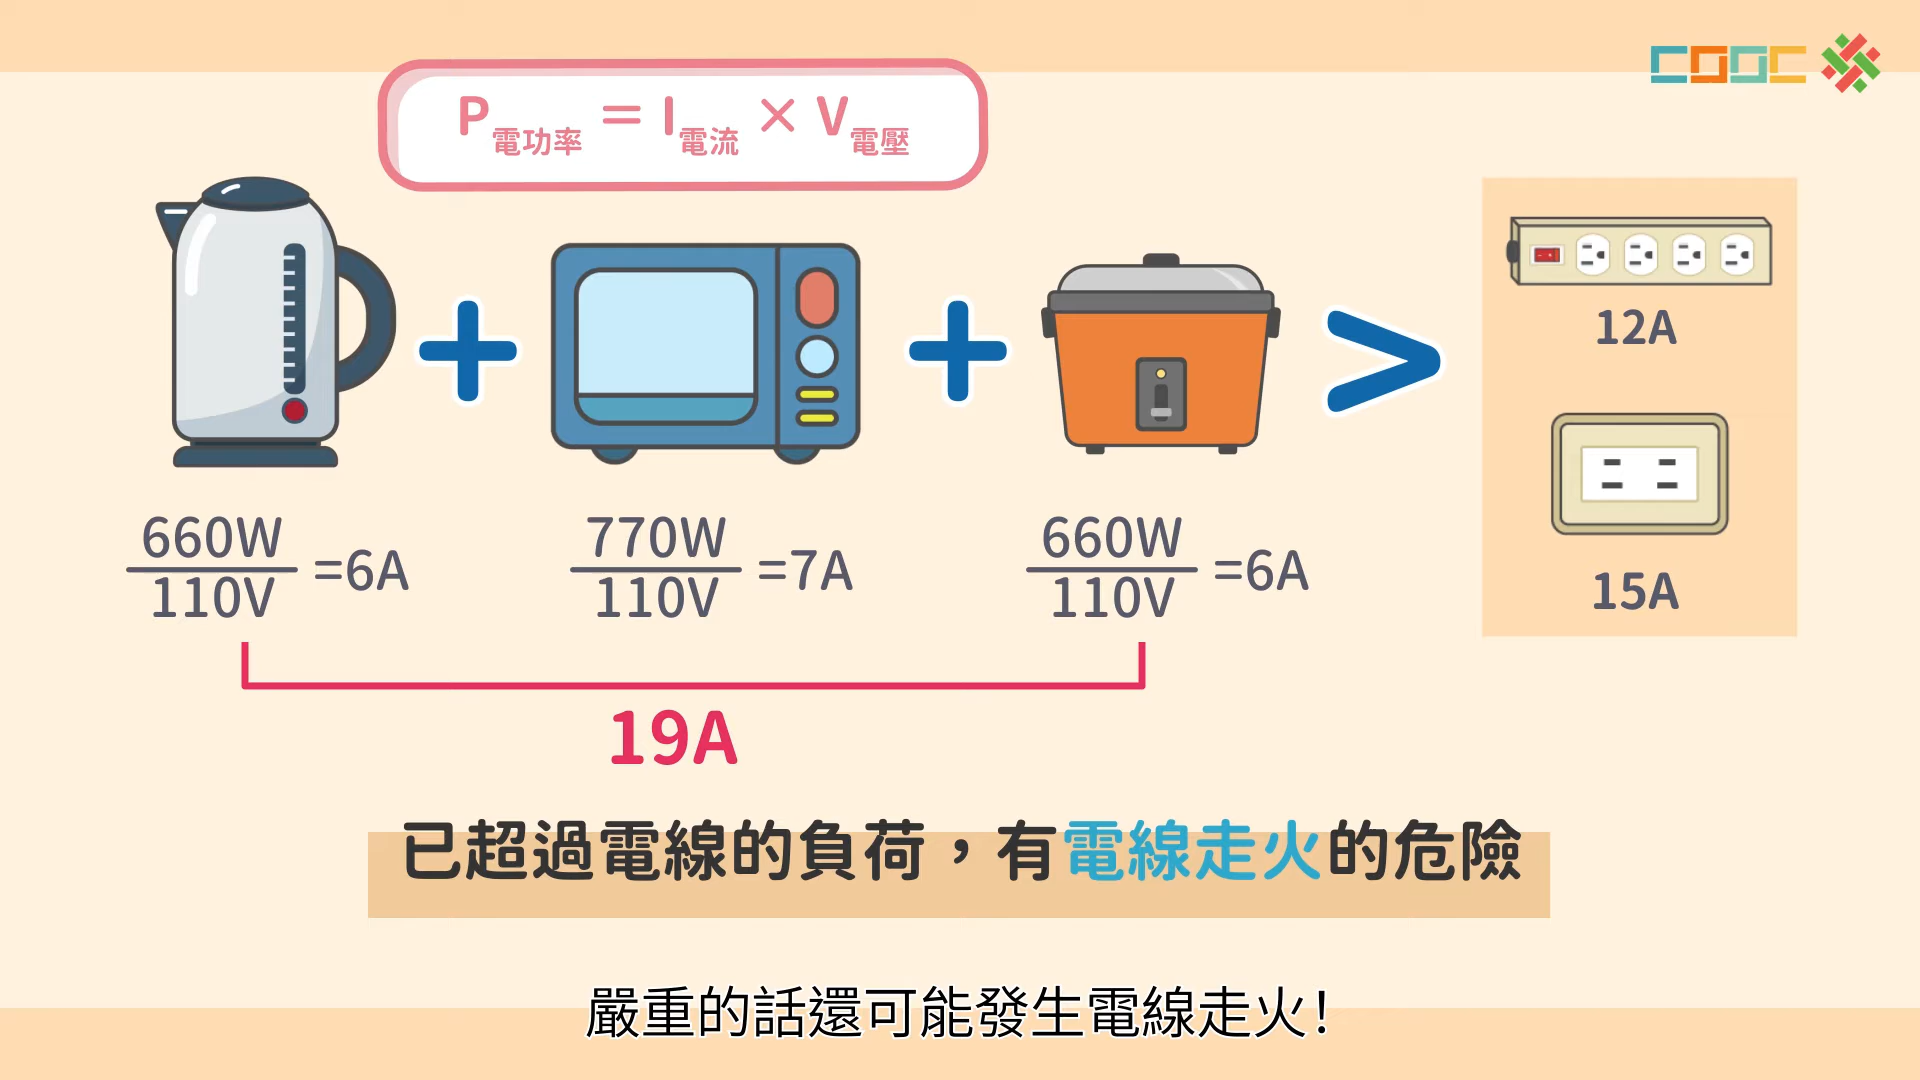 COOC
P電功率 = I電流 × V電壓
12A
15A
660W
110V
=6A
770W
110V
=7A
660W
110V
=6A
19A
已超過電線的負荷，有電線走火的危險
嚴重的話還可能發生電線走火！